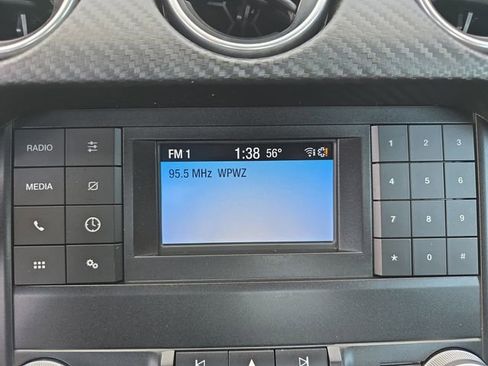 FM 1 1:38 56°
95.5 MHz WPWZ
RADIO
MEDIA
1 2 3
4 5 6
7 8 9
* 0 #